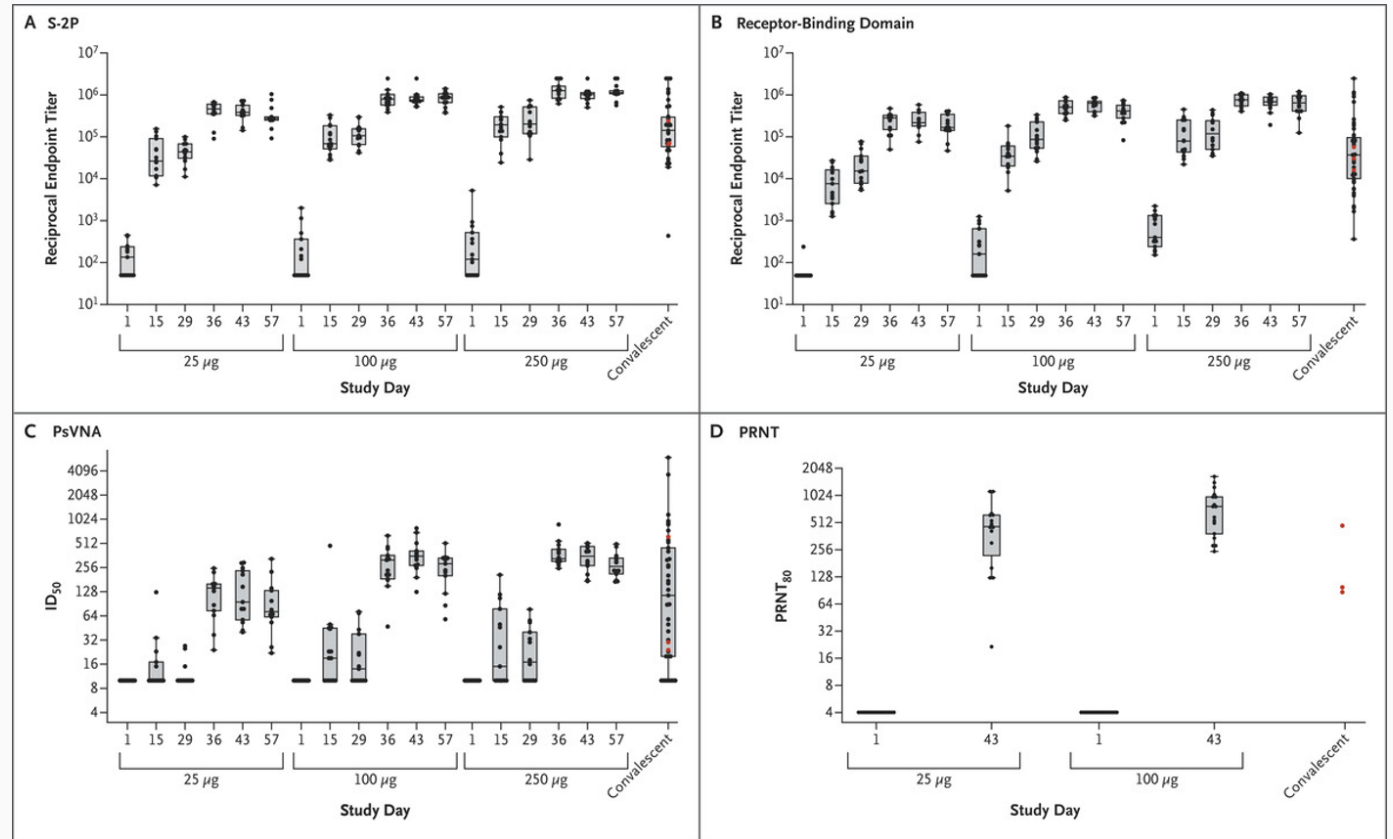 A S-2P
Reciprocal Endpoint Titer
10⁷
10⁶
10⁵
10⁴
10³
10²
10¹
1 15 29 36 43 57 1 15 29 36 43 57 1 15 29 36 43 57 Convalescent
25 µg 100 µg 250 µg
Study Day
B Receptor-Binding Domain
Reciprocal Endpoint Titer
10⁷
10⁶
10⁵
10⁴
10³
10²
10¹
1 15 29 36 43 57 1 15 29 36 43 57 1 15 29 36 43 57 Convalescent
25 µg 100 µg 250 µg
Study Day
C PsVNA
ID₅₀
4096
2048
1024
512
256
128
64
32
16
8
4
1 15 29 36 43 57 1 15 29 36 43 57 1 15 29 36 43 57 Convalescent
25 µg 100 µg 250 µg
Study Day
D PRNT
PRNT₈₀
2048
1024
512
256
128
64
32
16
8
4
1 43 1 43 Convalescent
25 µg 100 µg
Study Day